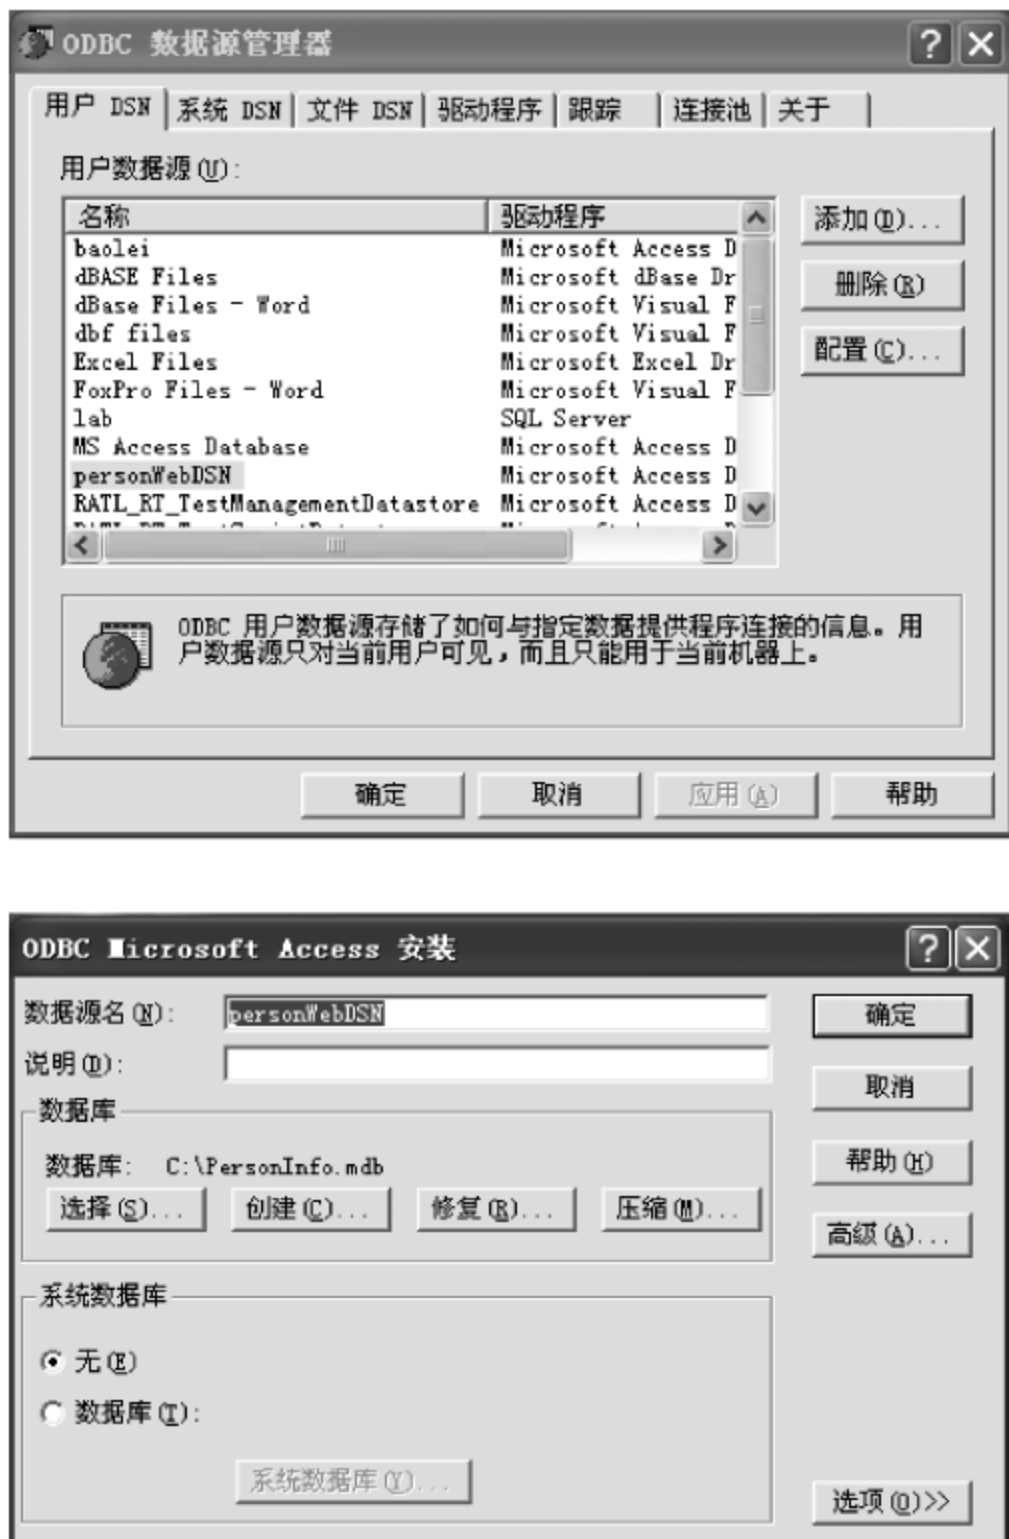 ODBC 数据源管理器
用户 DSN 系统 DSN 文件 DSN 驱动程序 跟踪 连接池 关于
用户数据源(U):
名称 驱动程序
添加(D)...
baolei Microsoft Access D
dBASE Files Microsoft dBase Dr
删除(R)
dBase Files - Word Microsoft Visual F
dbf files Microsoft Visual F
配置(C)...
Excel Files Microsoft Excel Dr
FoxPro Files - Word Microsoft Visual F
lab SQL Server
MS Access Database Microsoft Access D
personWebDSN Microsoft Access D
RATL_RT_TestManagementDatastore Microsoft Access D
ODBC 用户数据源存储了如何与指定数据提供程序连接的信息。用
户数据源只对当前用户可见，而且只能用于当前机器上。
确定 取消 应用(A) 帮助
ODBC Microsoft Access 安装
数据源名(N): personWebDSN 确定
说明(D):
取消
数据库
数据库: C:\PersonInfo.mdb 帮助(H)
选择(S)... 创建(C)... 修复(R)... 压缩(M)...
高级(A)...
系统数据库
无(E)
数据库(T):
系统数据库(Y)...
选项(O)>>